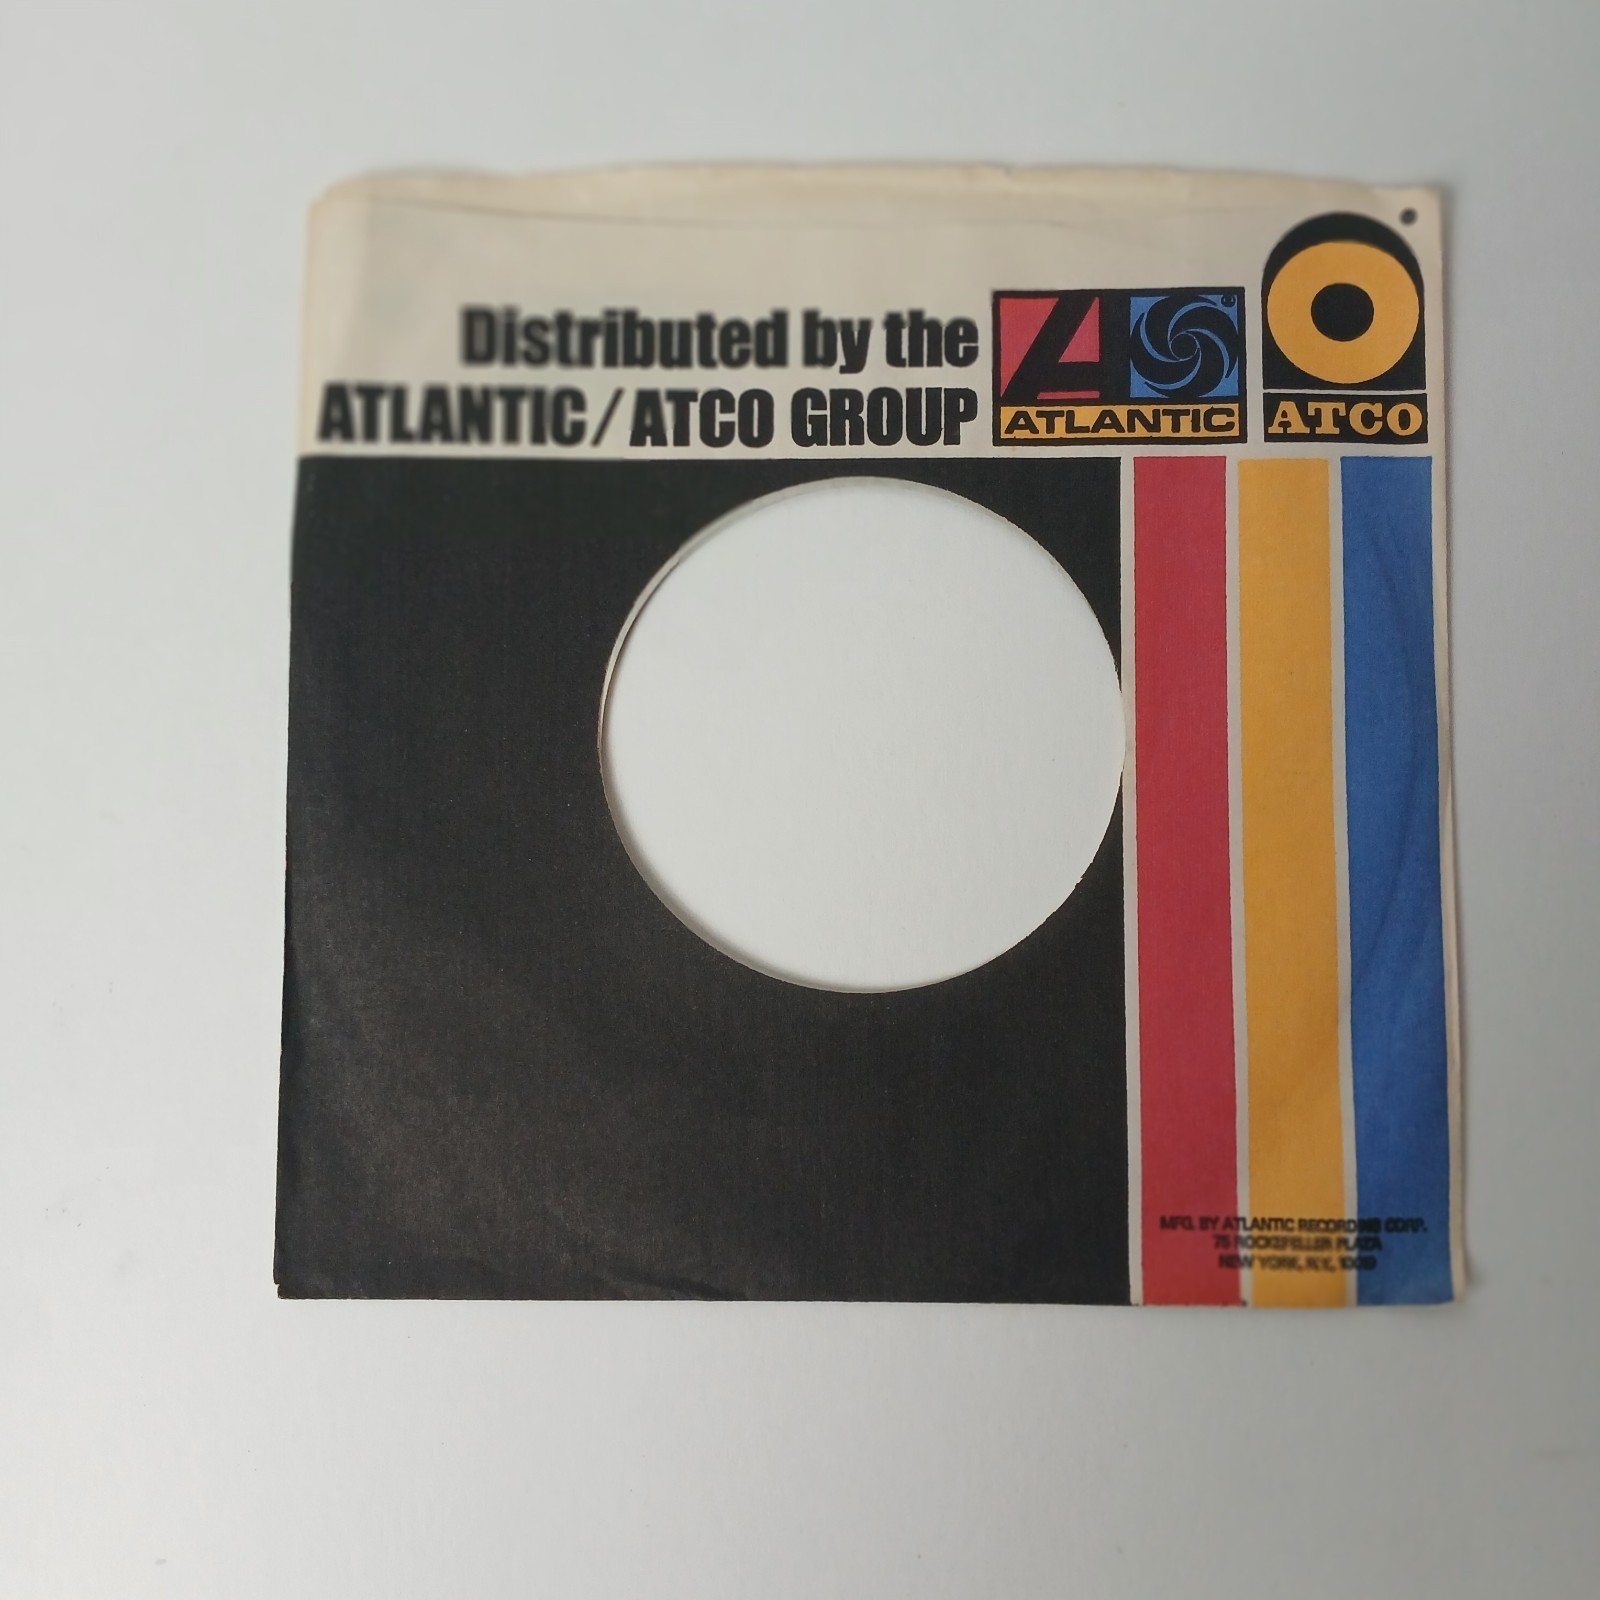 Distributed by the
ATLANTIC/ATCO GROUP
ATLANTIC
ATCO
MFG. BY ATLANTIC RECORDING CORP.
75 ROCKEFELLER PLAZA
NEW YORK, N.Y., 10019